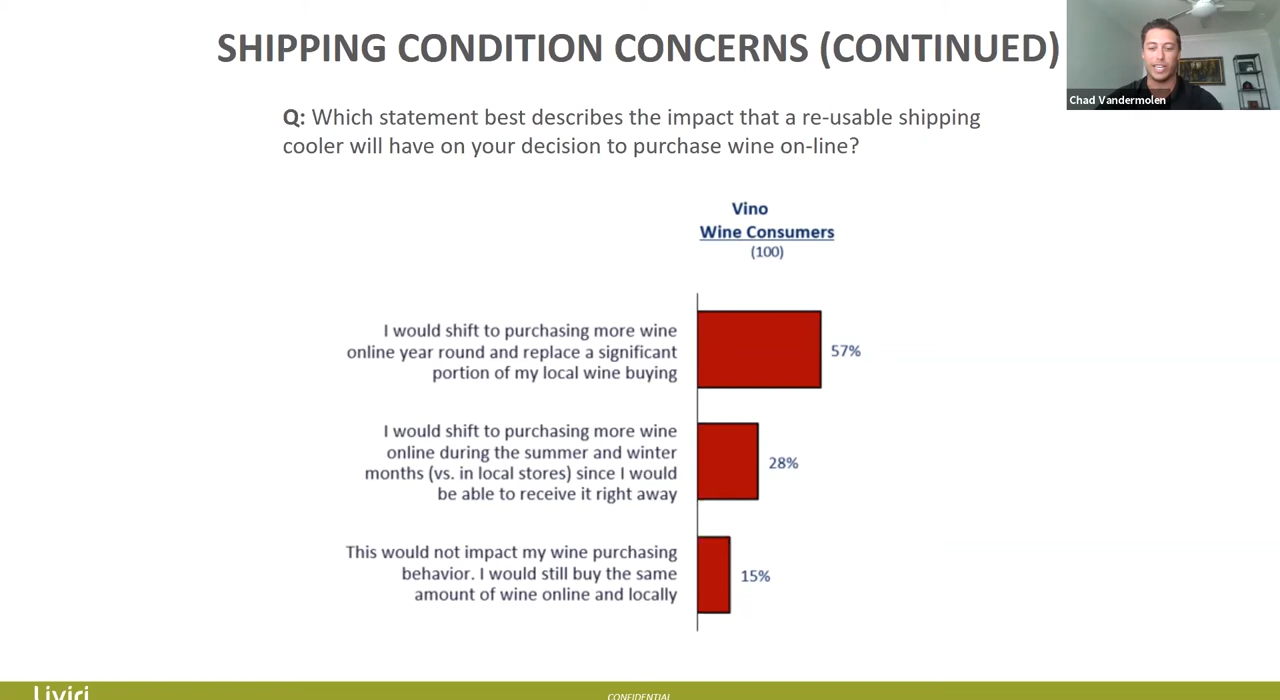 SHIPPING CONDITION CONCERNS (CONTINUED)
Chad Vandermolen
Q: Which statement best describes the impact that a re-usable shipping
cooler will have on your decision to purchase wine on-line?
Vino
Wine Consumers
(100)
I would shift to purchasing more wine
online year round and replace a significant
portion of my local wine buying
57%
I would shift to purchasing more wine
online during the summer and winter
months (vs. in local stores) since I would
be able to receive it right away
28%
This would not impact my wine purchasing
behavior. I would still buy the same
amount of wine online and locally
15%
Liviri
CONFIDENTIAL